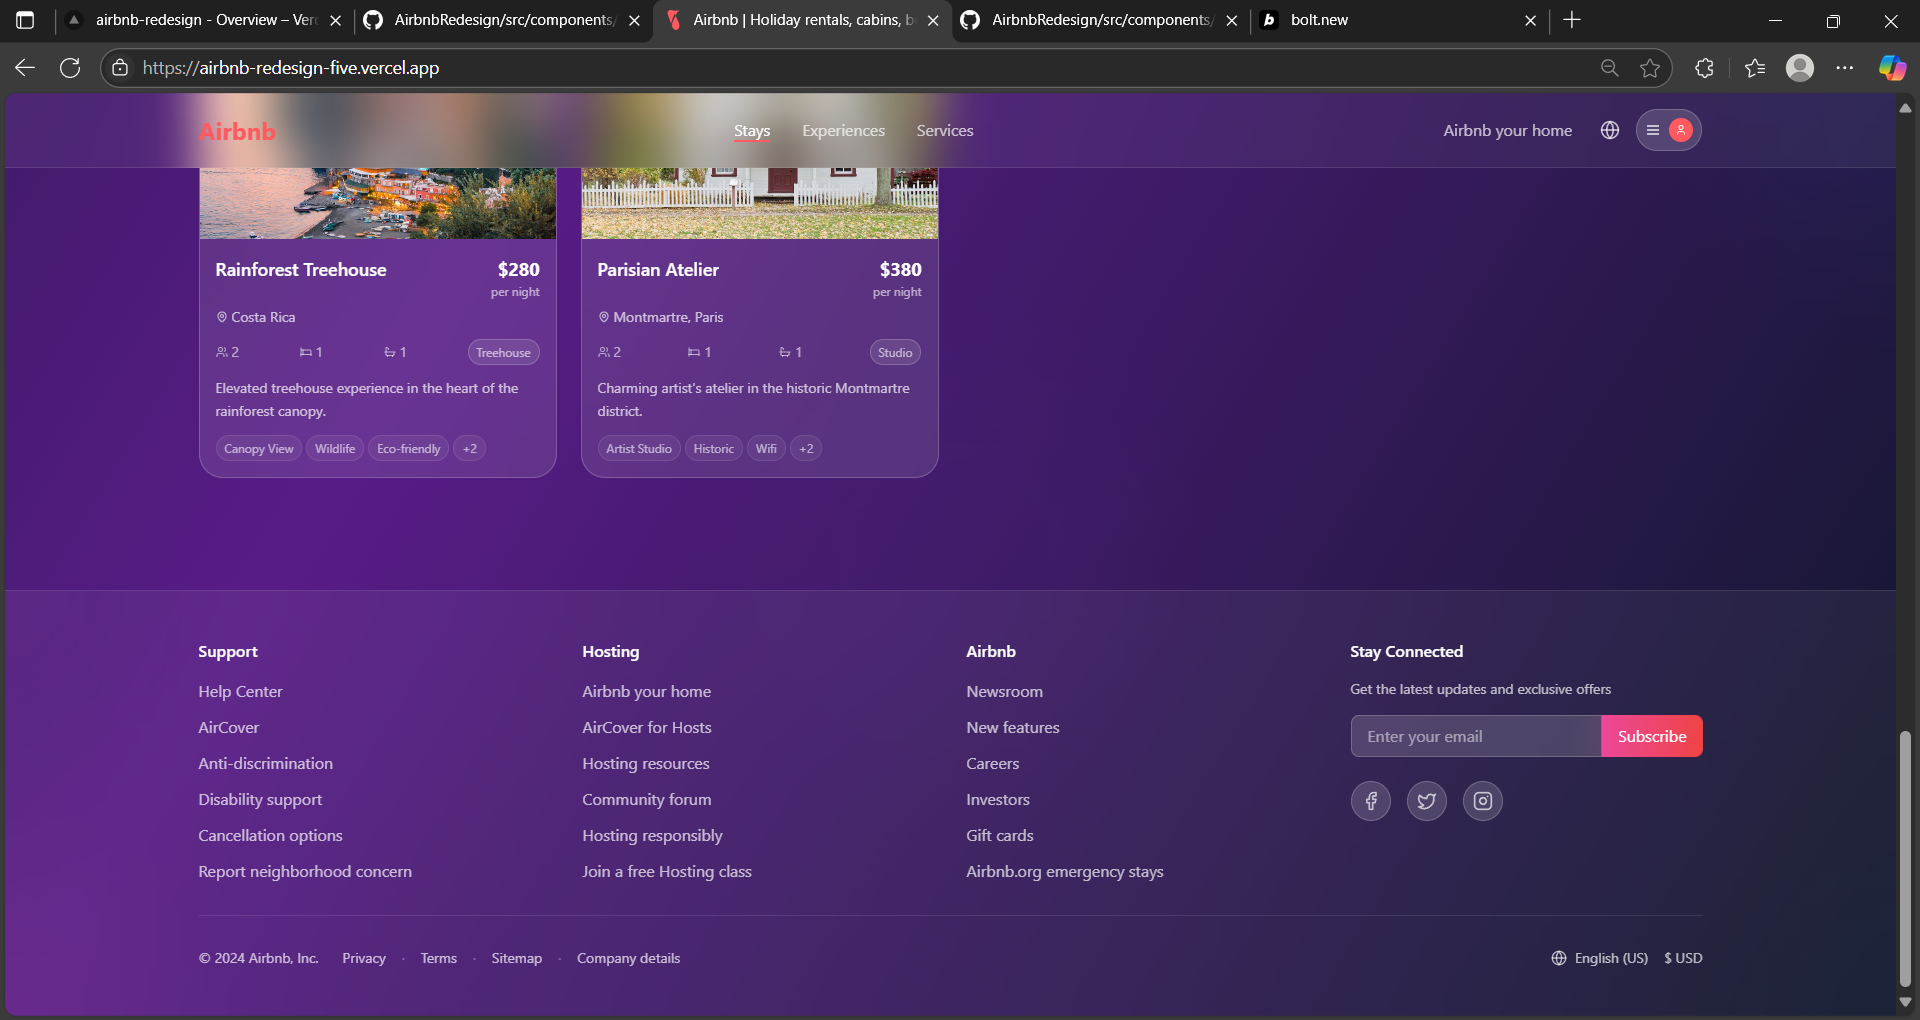 airbnb-redesign - Overview – Ver
AirbnbRedesign/src/components/
Airbnb | Holiday rentals, cabins, b
AirbnbRedesign/src/components/
bolt.new
https://airbnb-redesign-five.vercel.app
Airbnb
Stays
Experiences
Services
Airbnb your home
Rainforest Treehouse
$280
per night
Costa Rica
2
1
1
Treehouse
Elevated treehouse experience in the heart of the
rainforest canopy.
Canopy View
Wildlife
Eco-friendly
+2
Parisian Atelier
$380
per night
Montmartre, Paris
2
1
1
Studio
Charming artist's atelier in the historic Montmartre
district.
Artist Studio
Historic
Wifi
+2
Support
Help Center
AirCover
Anti-discrimination
Disability support
Cancellation options
Report neighborhood concern
Hosting
Airbnb your home
AirCover for Hosts
Hosting resources
Community forum
Hosting responsibly
Join a free Hosting class
Airbnb
Newsroom
New features
Careers
Investors
Gift cards
Airbnb.org emergency stays
Stay Connected
Get the latest updates and exclusive offers
Enter your email
Subscribe
© 2024 Airbnb, Inc.
Privacy · Terms · Sitemap · Company details
English (US)
$ USD